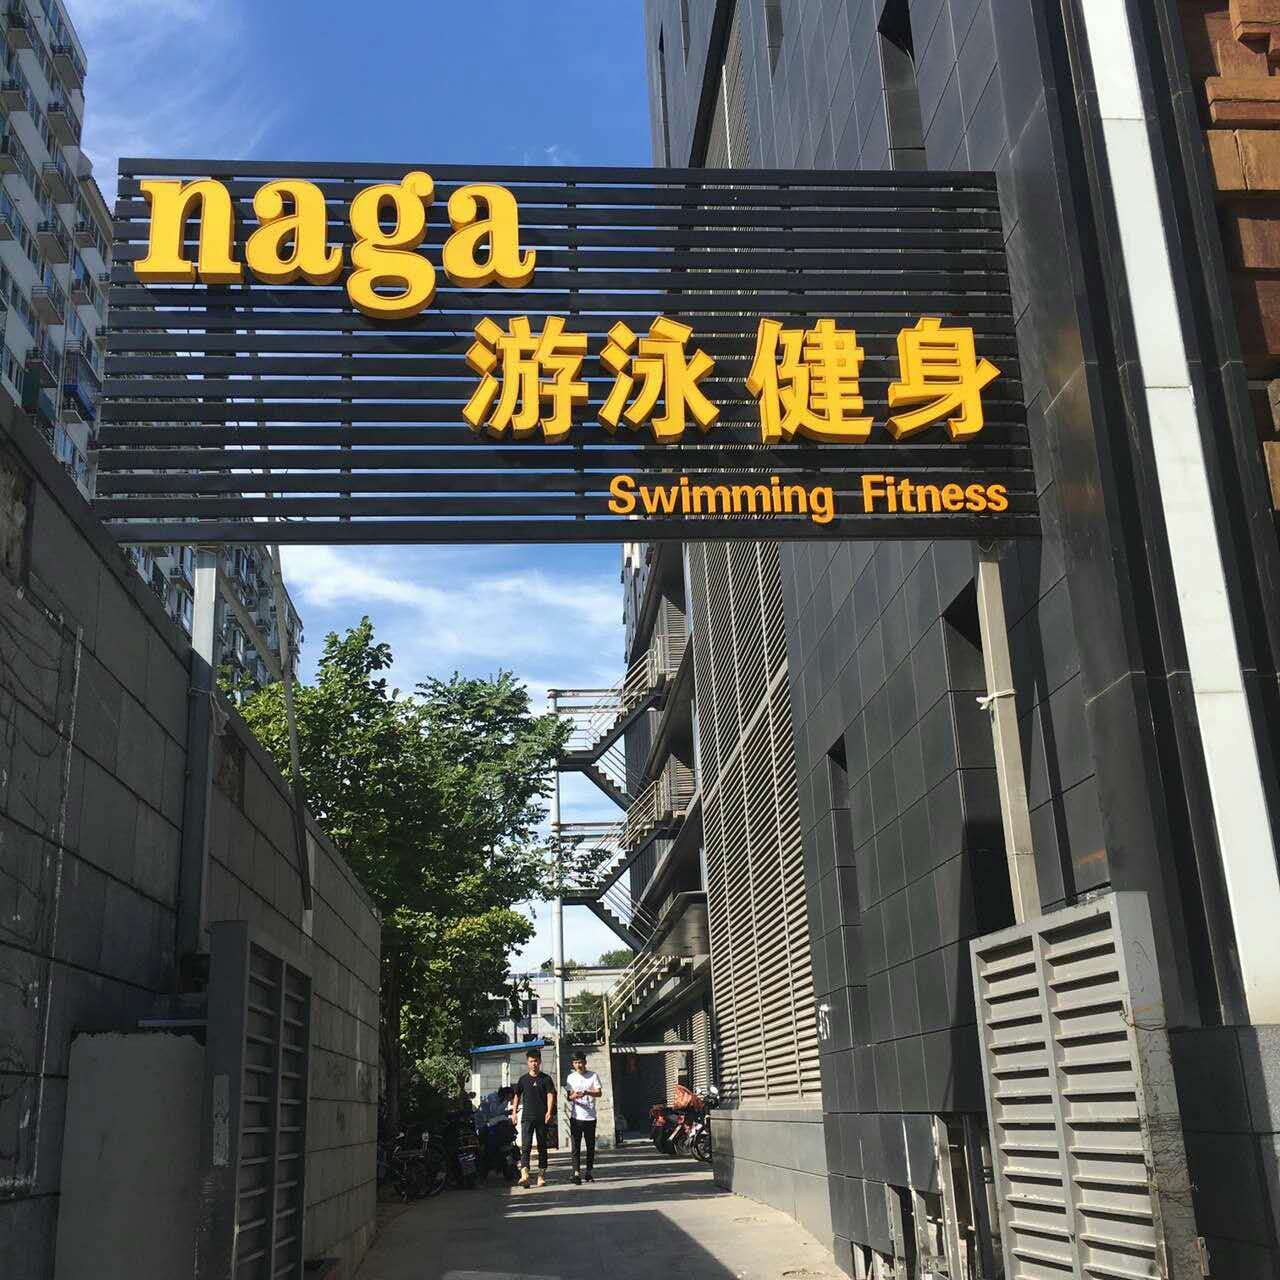 naga
游泳 健身
Swimming Fitness